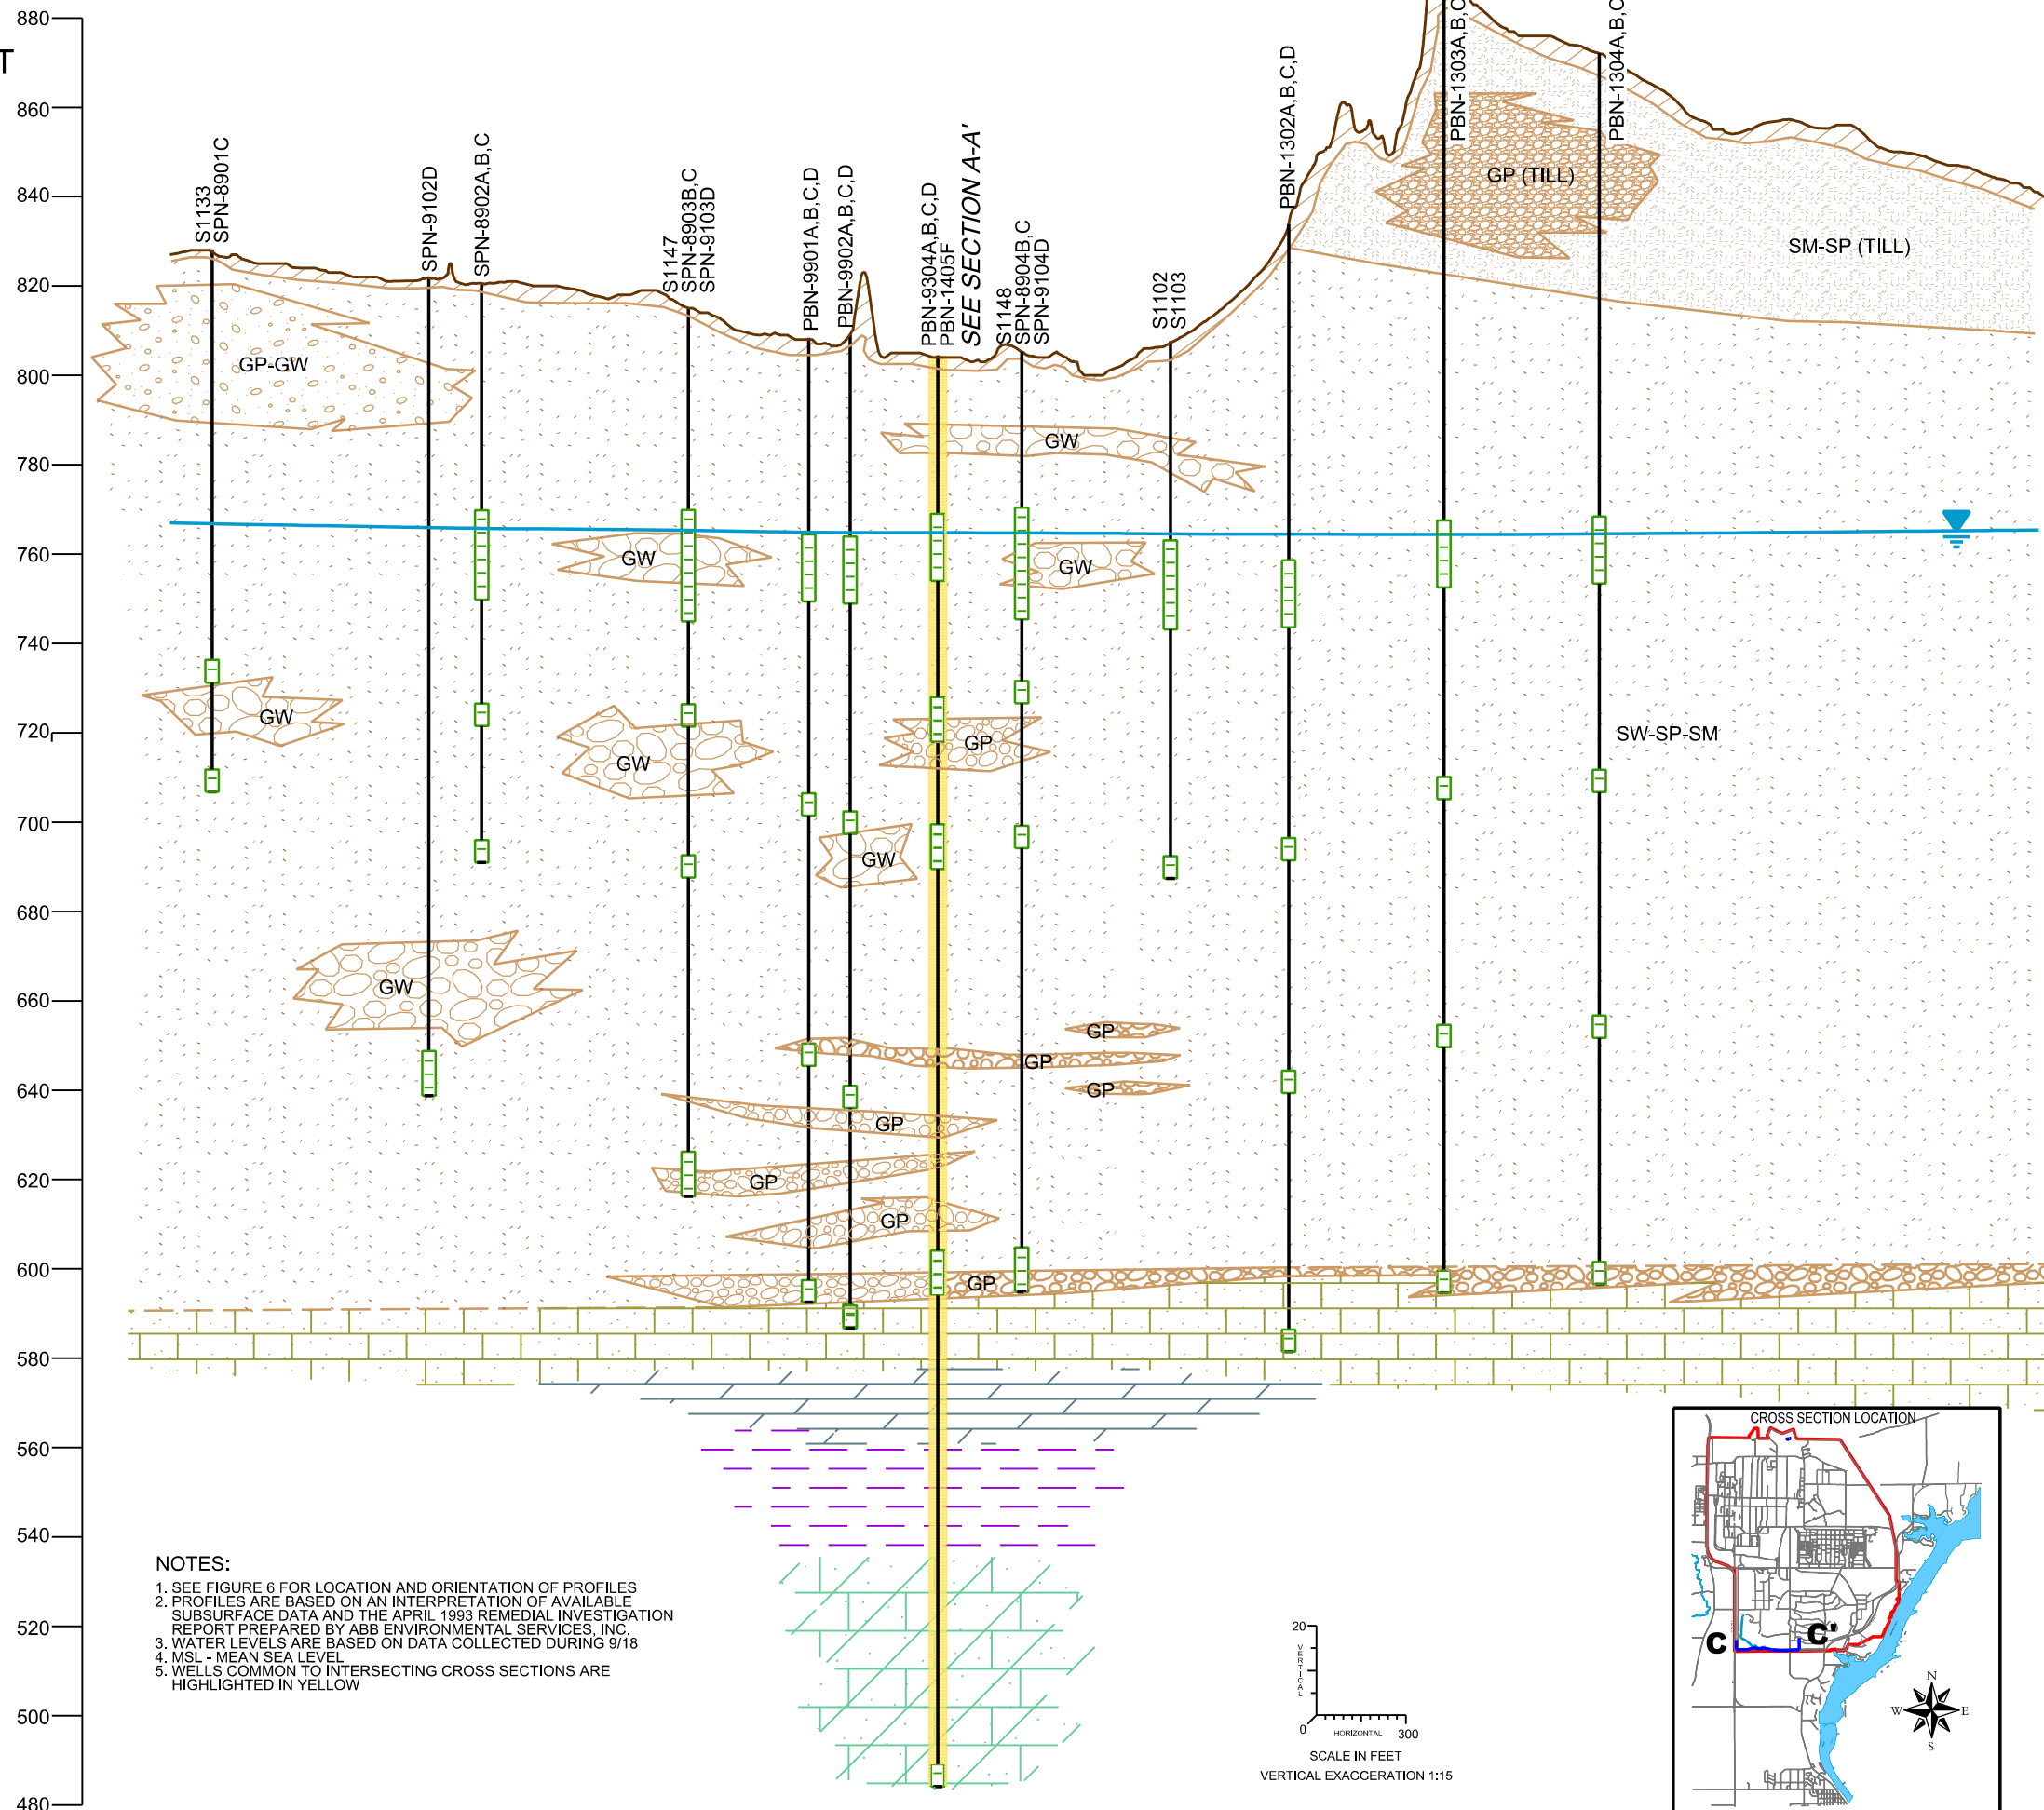 880
T
860
840
820
800
780
760
740
720
700
680
660
640
620
600
580
560
540
520
500
480
S1133
SPN-8901C
SPN-9102D
SPN-8902A,B,C
S1147
SPN-8903B,C
SPN-9103D
PBN-9901A,B,C,D
PBN-9902A,B,C,D
PBN-9304A,B,C,D
PBN-1405F
SEE SECTION A-A'
S1148
SPN-8904B,C
SPN-9104D
S1102
S1103
PBN-1302A,B,C,D
PBN-1303A,B,C
PBN-1304A,B,C
GP (TILL)
SM-SP (TILL)
GP-GW
GW
GW
GW
GW
GW
GP
SW-SP-SM
GW
GW
GP
GP
GP
GP
GP
GP
GP
NOTES:
1. SEE FIGURE 6 FOR LOCATION AND ORIENTATION OF PROFILES
2. PROFILES ARE BASED ON AN INTERPRETATION OF AVAILABLE
SUBSURFACE DATA AND THE APRIL 1993 REMEDIAL INVESTIGATION
REPORT PREPARED BY ABB ENVIRONMENTAL SERVICES, INC.
3. WATER LEVELS ARE BASED ON DATA COLLECTED DURING 9/18
4. MSL - MEAN SEA LEVEL
5. WELLS COMMON TO INTERSECTING CROSS SECTIONS ARE
HIGHLIGHTED IN YELLOW
20
VERTICAL
0
HORIZONTAL
300
SCALE IN FEET
VERTICAL EXAGGERATION 1:15
CROSS SECTION LOCATION
C
C'
N
W
E
S